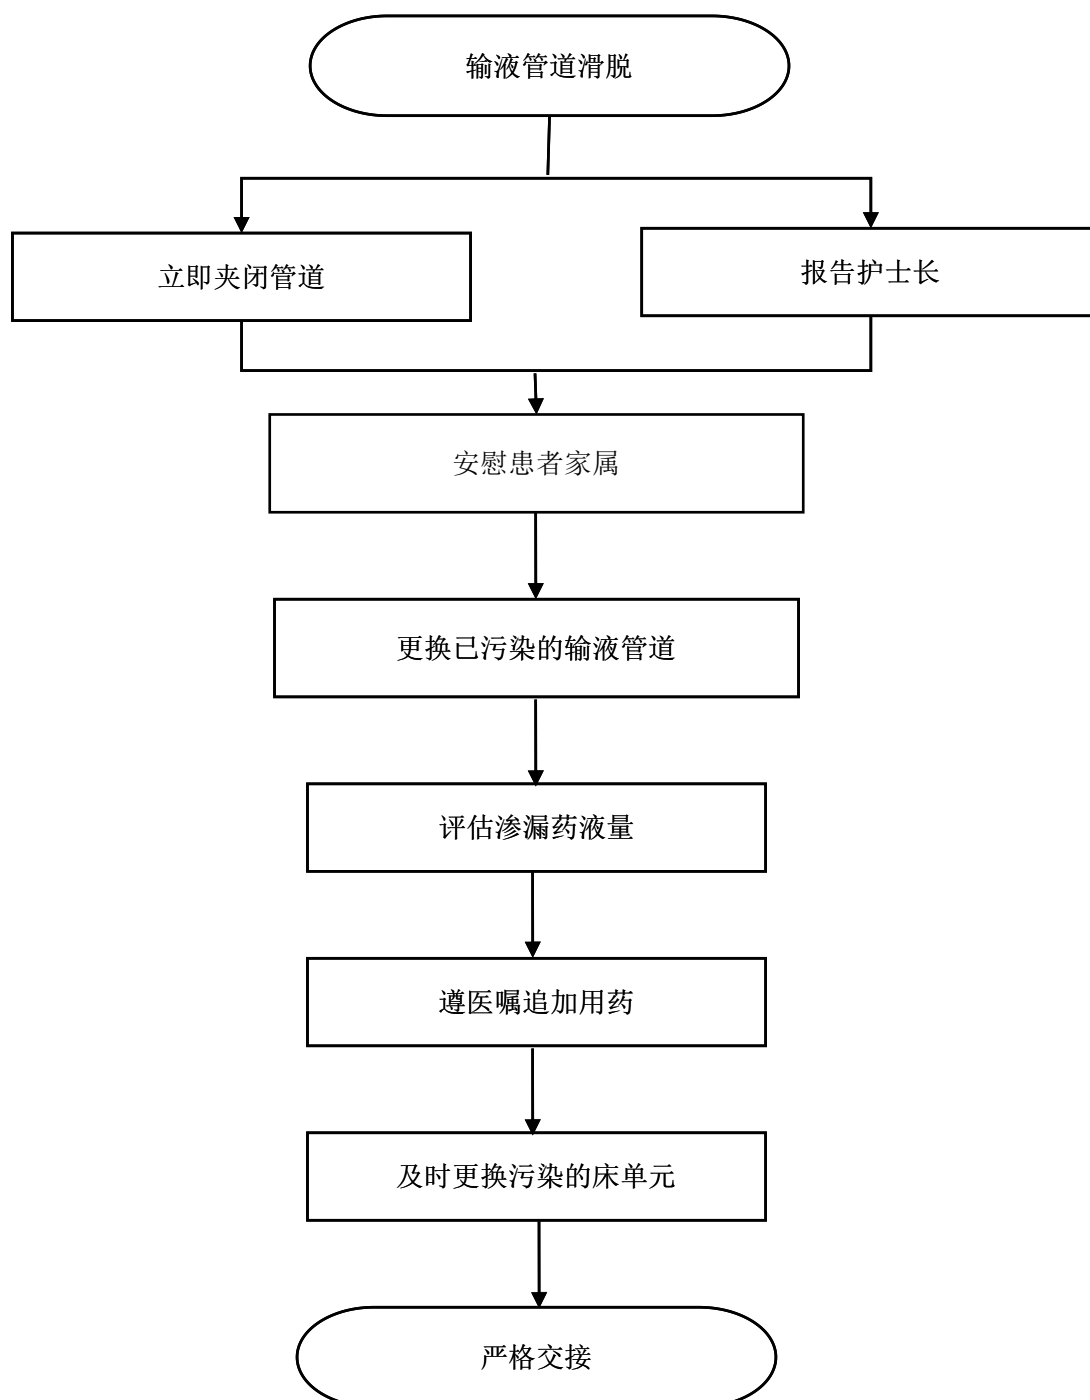 输液管道滑脱
立即夹闭管道
报告护士长
安慰患者家属
更换已污染的输液管道
评估渗漏药液量
遵医嘱追加用药
及时更换污染的床单元
严格交接